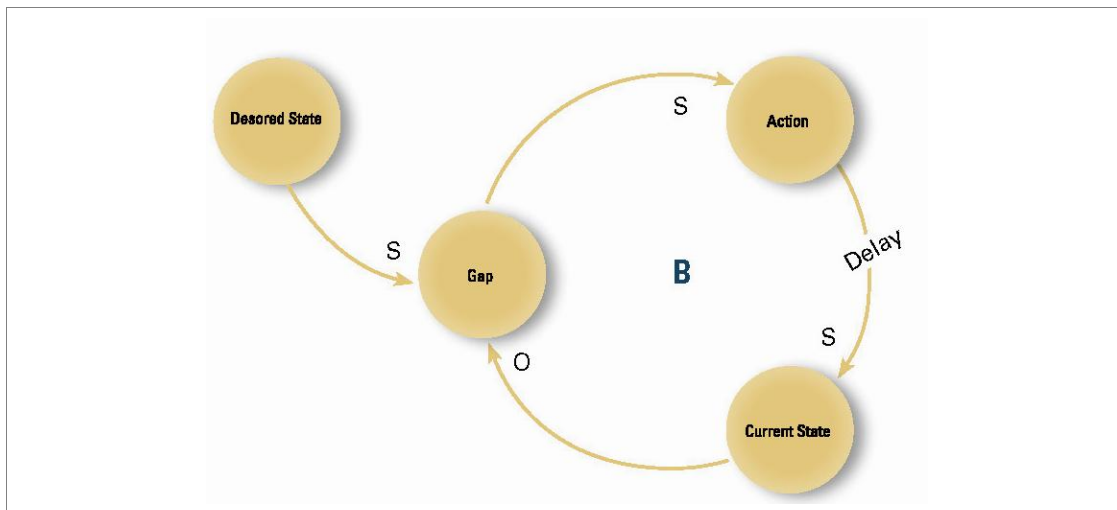 Desored State
S
Action
S
Gap
B
Delay
S
O
Current State